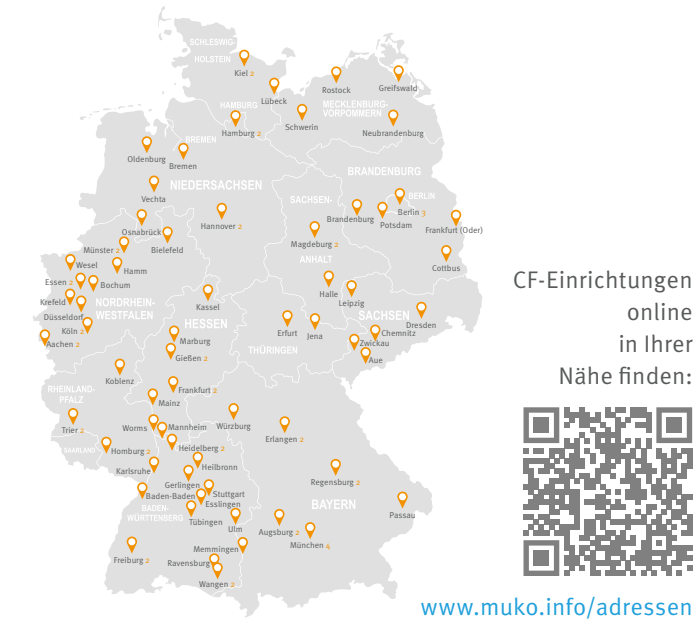 SCHLESWIG-
HOLSTEIN
Kiel 2
Lübeck
Rostock
Greifswald
HAMBURG
Hamburg 2
Schwerin
MECKLENBURG-
VORPOMMERN
Neubrandenburg
BREMEN
Oldenburg
Bremen
Vechta
NIEDERSACHSEN
BRANDENBURG
BERLIN
Berlin 3
Brandenburg
Potsdam
Frankfurt (Oder)
SACHSEN-
Osnabrück
Hannover 2
Magdeburg 2
ANHALT
Münster 2
Bielefeld
Cottbus
Wesel
Hamm
Essen 2
Bochum
Krefeld
NORDRHEIN-
WESTFALEN
Düsseldorf
Köln 2
Aachen 2
Kassel
HESSEN
Marburg
Gießen 2
Halle
Leipzig
SACHSEN
Dresden
Erfurt
Jena
Chemnitz
Zwickau
Aue
THÜRINGEN
Koblenz
Frankfurt 2
RHEINLAND-
PFALZ
Mainz
Trier 2
Worms
Mannheim
Würzburg
Erlangen 2
SAARLAND
Homburg 2
Heidelberg 2
Karlsruhe
Heilbronn
Gerlingen
Stuttgart
Baden-Baden
Esslingen
BADEN-
WÜRTTEMBERG
Tübingen
Ulm
Regensburg 2
BAYERN
Passau
Augsburg 2
München 4
Memmingen
Freiburg 2
Ravensburg
Wangen 2
CF-Einrichtungen
online
in Ihrer
Nähe finden:
www.muko.info/adressen